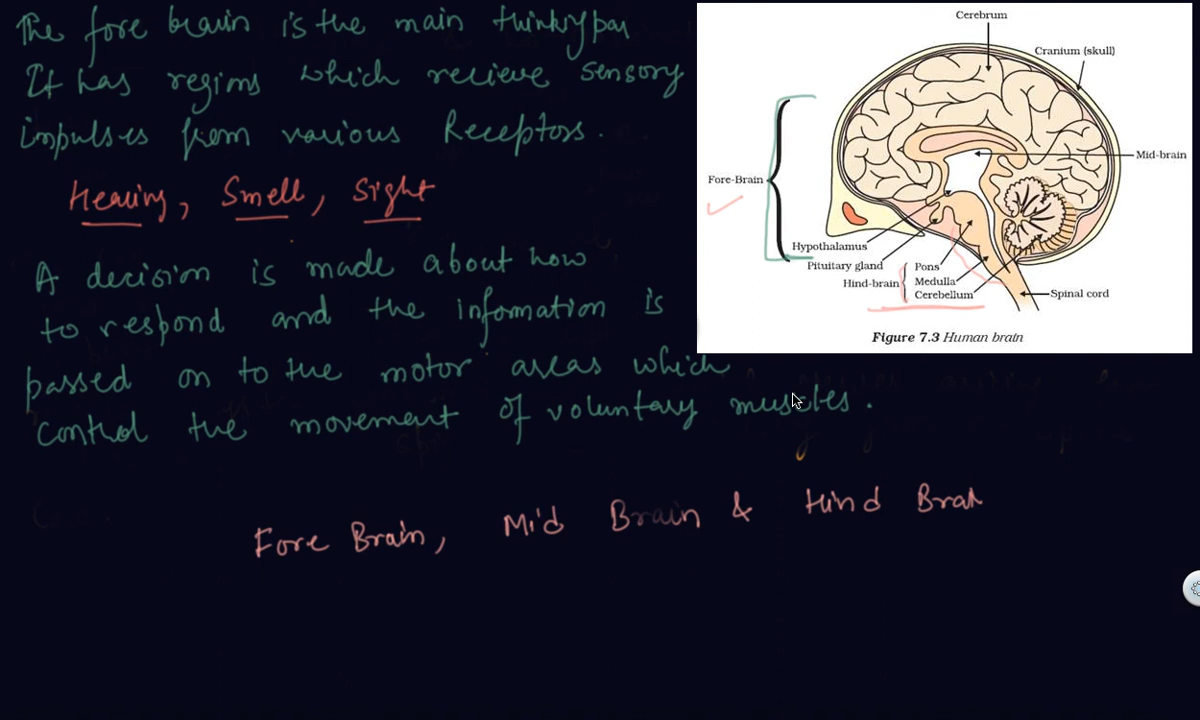 The fore brain is the main thinking par
It has regions which recieve sensory
impulses from various Receptors.
Hearing, Smell, Sight
A decision is made about how
to respond and the information is
passed on to the motor areas which
control the movement of voluntary muscles.
Fore Brain, Mid Brain & Hind Brai
Cerebrum
Cranium (skull)
Mid-brain
Fore-Brain
Hypothalamus
Pituitary gland
Hind-brain
Pons
Medulla
Cerebellum
Spinal cord
Figure 7.3 Human brain